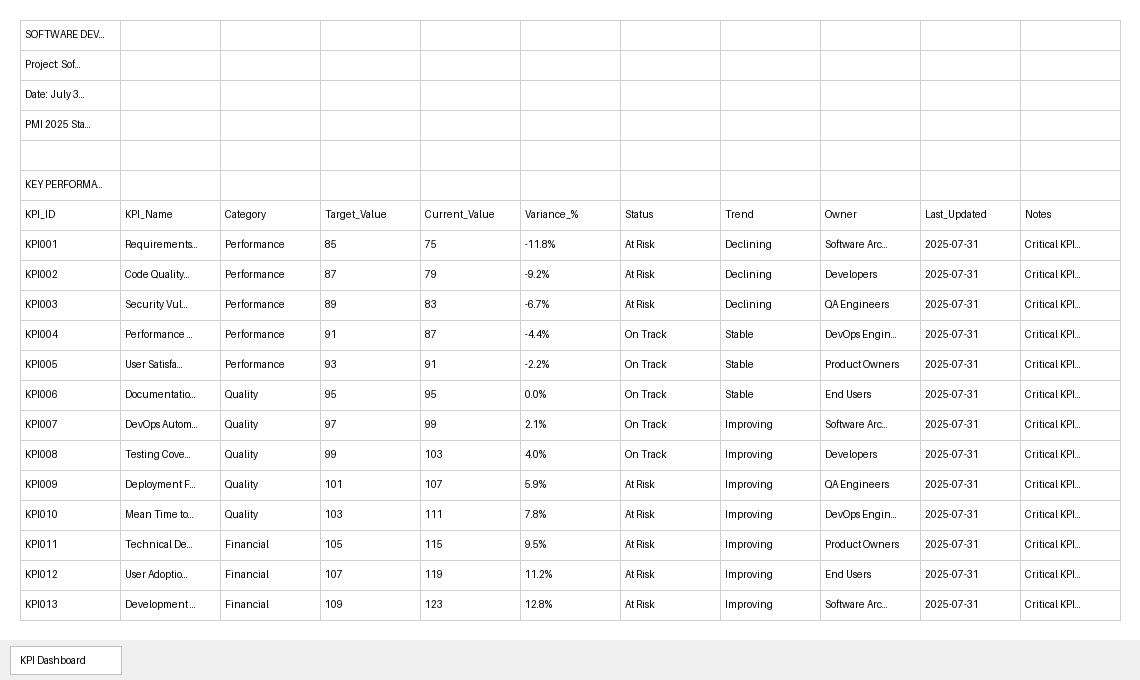 SOFTWARE DEV...
Project: Sof...
Date: July 3...
PMI 2025 Sta...
KEY PERFORMA...
KPI_ID KPI_Name Category Target_Value Current_Value Variance_% Status Trend Owner Last_Updated Notes
KPI001 Requirements... Performance 85 75 -11.8% At Risk Declining Software Arc... 2025-07-31 Critical KPI...
KPI002 Code Quality... Performance 87 79 -9.2% At Risk Declining Developers 2025-07-31 Critical KPI...
KPI003 Security Vul... Performance 89 83 -6.7% At Risk Declining QA Engineers 2025-07-31 Critical KPI...
KPI004 Performance ... Performance 91 87 -4.4% On Track Stable DevOps Engin... 2025-07-31 Critical KPI...
KPI005 User Satisfa... Performance 93 91 -2.2% On Track Stable Product Owners 2025-07-31 Critical KPI...
KPI006 Documentatio... Quality 95 95 0.0% On Track Stable End Users 2025-07-31 Critical KPI...
KPI007 DevOps Autom... Quality 97 99 2.1% On Track Improving Software Arc... 2025-07-31 Critical KPI...
KPI008 Testing Cove... Quality 99 103 4.0% On Track Improving Developers 2025-07-31 Critical KPI...
KPI009 Deployment F... Quality 101 107 5.9% At Risk Improving QA Engineers 2025-07-31 Critical KPI...
KPI010 Mean Time to... Quality 103 111 7.8% At Risk Improving DevOps Engin... 2025-07-31 Critical KPI...
KPI011 Technical De... Financial 105 115 9.5% At Risk Improving Product Owners 2025-07-31 Critical KPI...
KPI012 User Adoptio... Financial 107 119 11.2% At Risk Improving End Users 2025-07-31 Critical KPI...
KPI013 Development ... Financial 109 123 12.8% At Risk Improving Software Arc... 2025-07-31 Critical KPI...
KPI Dashboard